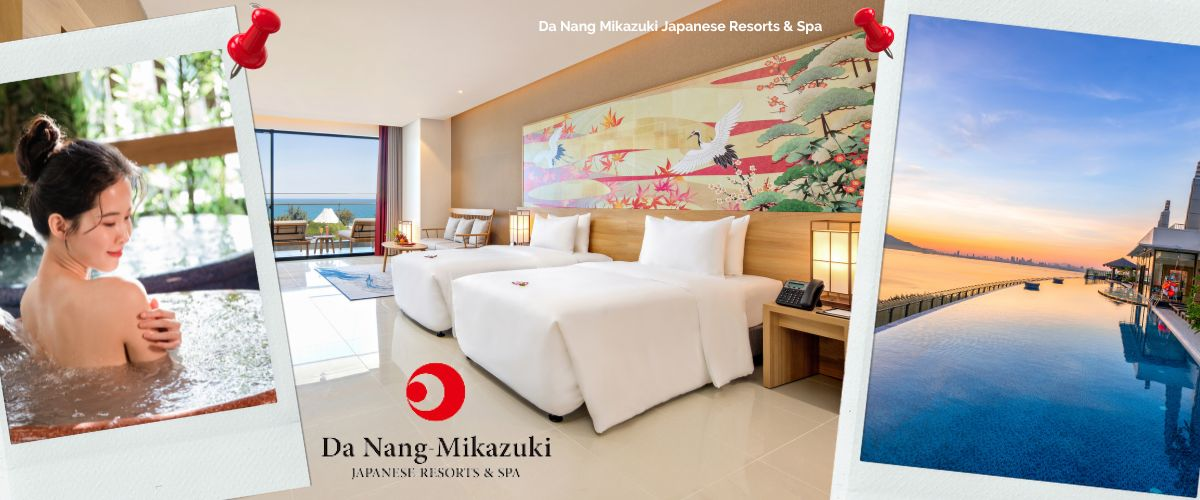 Da Nang Mikazuki Japanese Resorts & Spa
Da Nang-Mikazuki
JAPANESE RESORTS & SPA